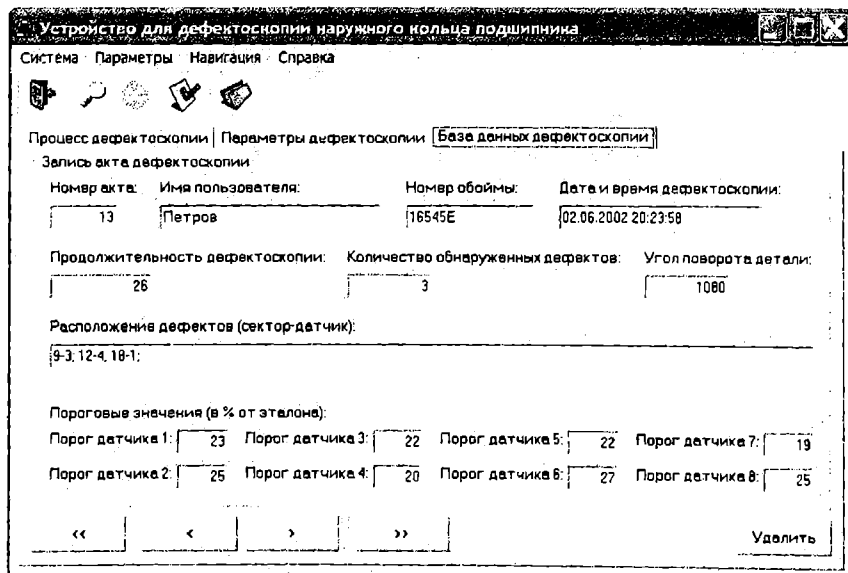 Устройство для дефектоскопии наружного кольца подшипника
Система Параметры Навигация Справка
Процесс дефектоскопии Параметры дефектоскопии База данных дефектоскопии
Запись акта дефектоскопии
Номер акта: Имя пользователя: Номер обоймы: Дата и время дефектоскопии:
13 Петров 16545E 02.06.2002 20:23:58
Продолжительность дефектоскопии: Количество обнаруженных дефектов: Угол поворота детали:
26 3 1080
Расположение дефектов (сектор-датчик):
9-3; 12-4; 18-1;
Пороговые значения (в % от эталона):
Порог датчика 1: 23 Порог датчика 3: 22 Порог датчика 5: 22 Порог датчика 7: 19
Порог датчика 2: 25 Порог датчика 4: 20 Порог датчика 6: 27 Порог датчика 8: 25
<< < > >> Удалить